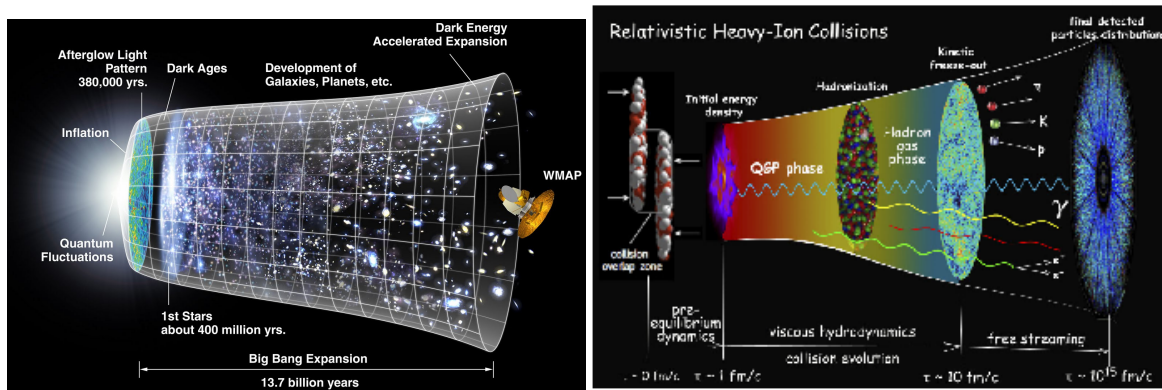 Dark Energy
Accelerated Expansion
Afterglow Light
Pattern
380,000 yrs.
Dark Ages
Development of
Galaxies, Planets, etc.
Inflation
WMAP
Quantum
Fluctuations
1st Stars
about 400 million yrs.
Big Bang Expansion
13.7 billion years
Relativistic Heavy-Ion Collisions
final detected
particles distributions
Kinetic
freeze-out
Hadronization
Initial energy
density
π
K
p
gas
phase
QGP phase
γ
collision
overlap zone
pre-
equilibrium
dynamics
viscous hydrodynamics
collision evolution
free streaming
τ ~ 1 fm/c
τ ~ 10 fm/c
τ ~ 10¹⁵ fm/c